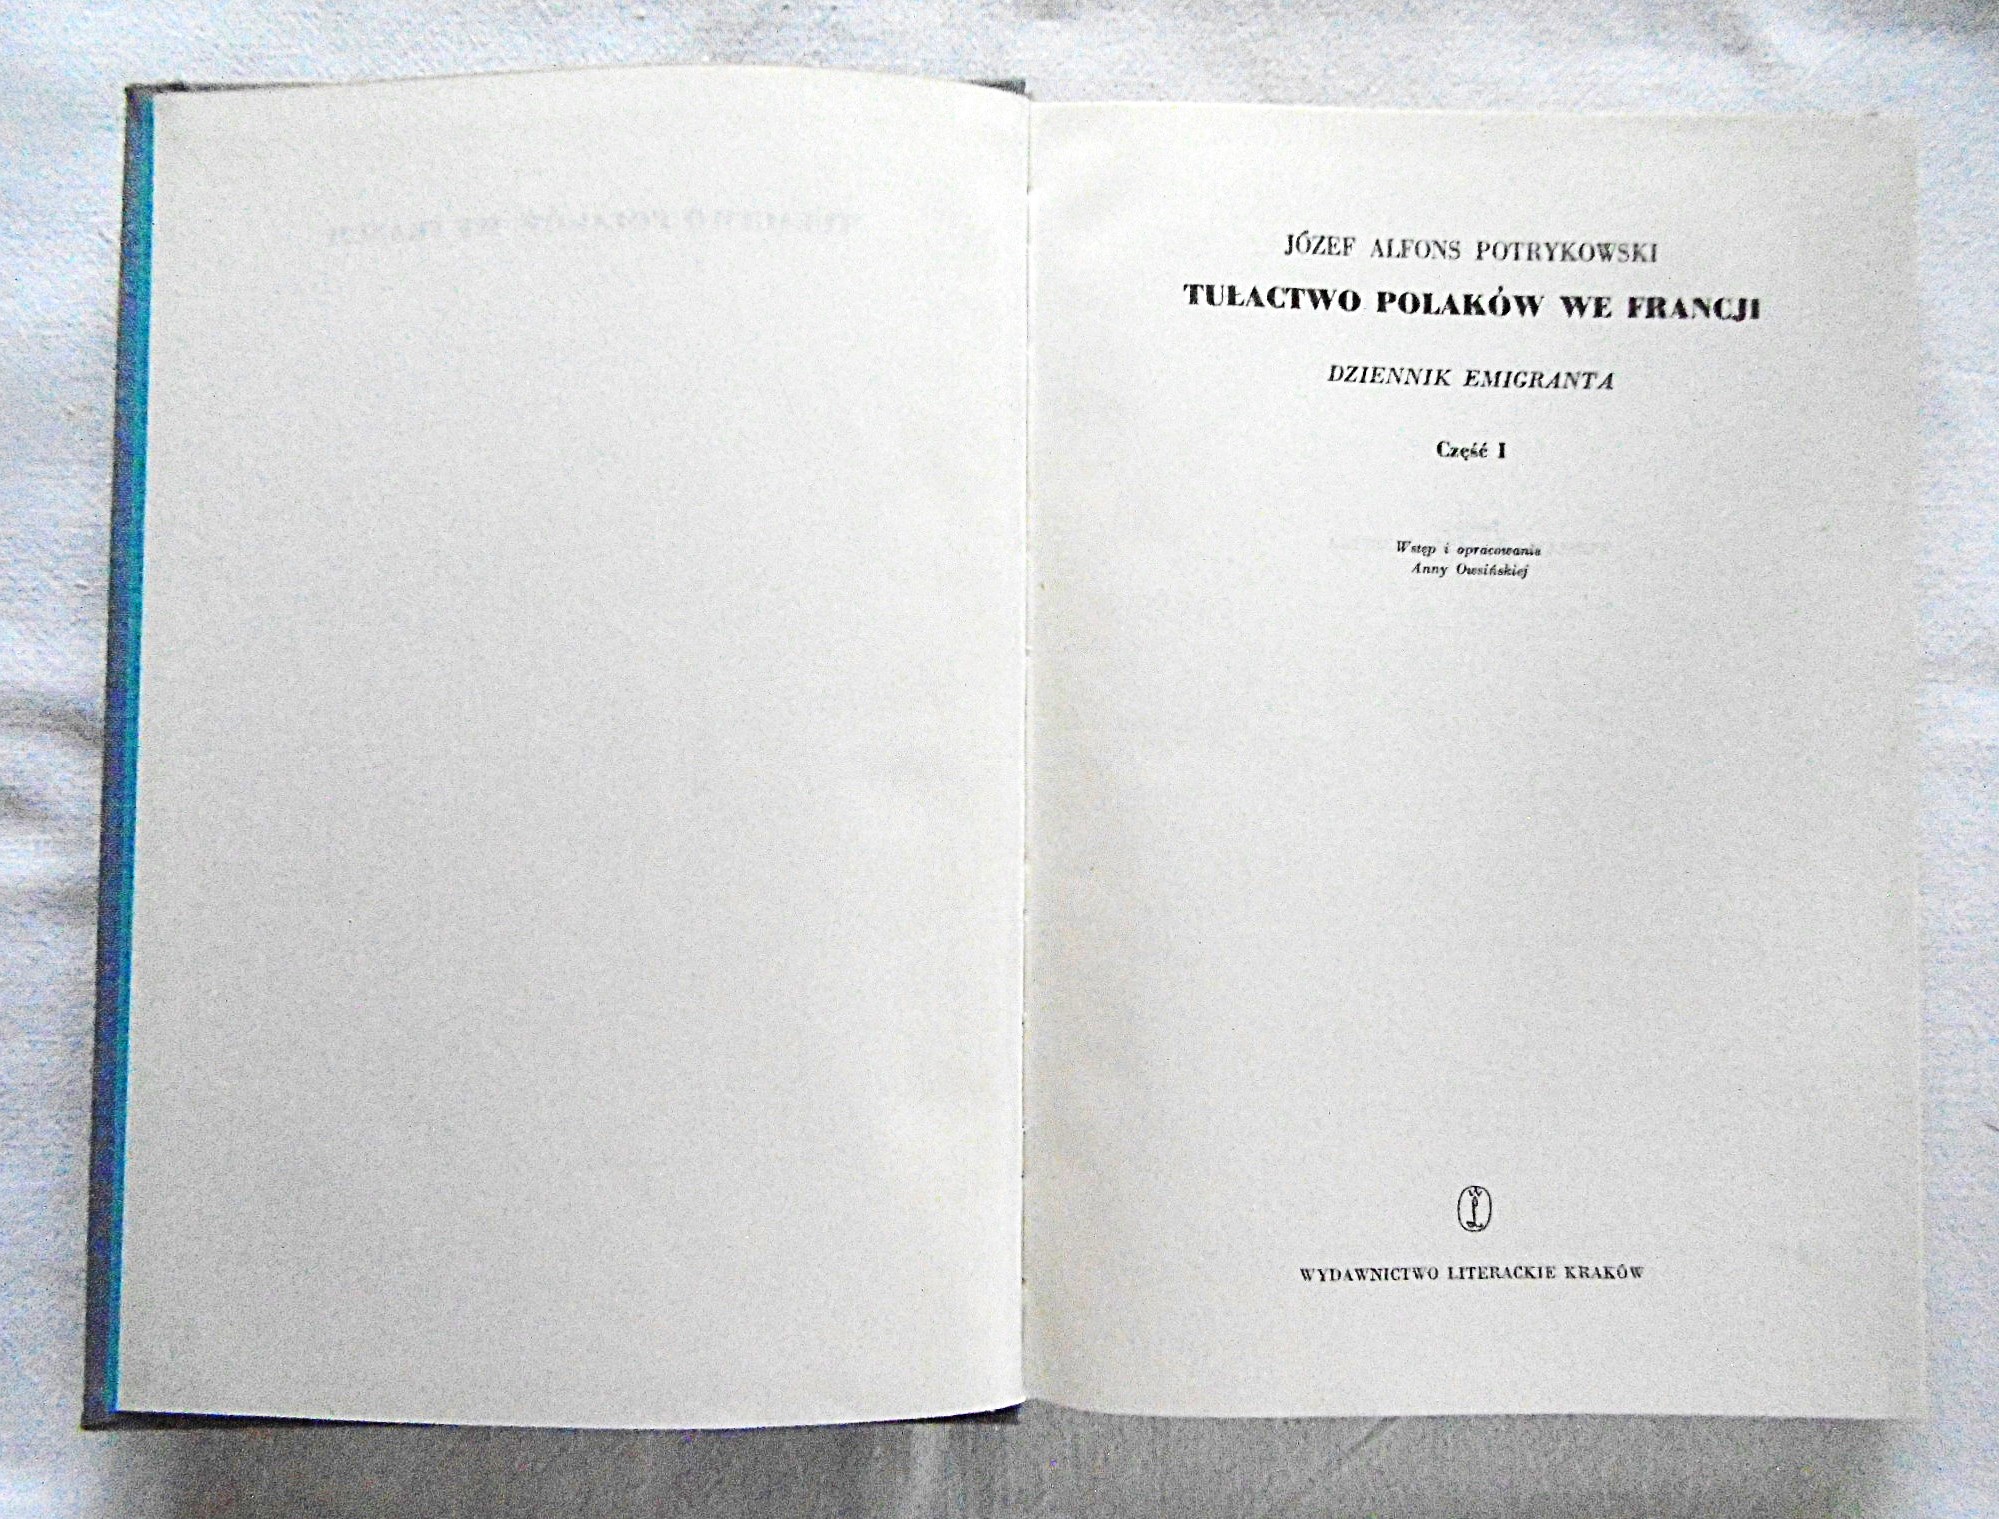 JÓZEF ALFONS POTRYKOWSKI
TUŁACTWO POLAKÓW WE FRANCJI
DZIENNIK EMIGRANTA
Część I
Wstęp i opracowanie
Anny Owsińskiej
WYDAWNICTWO LITERACKIE KRAKÓW